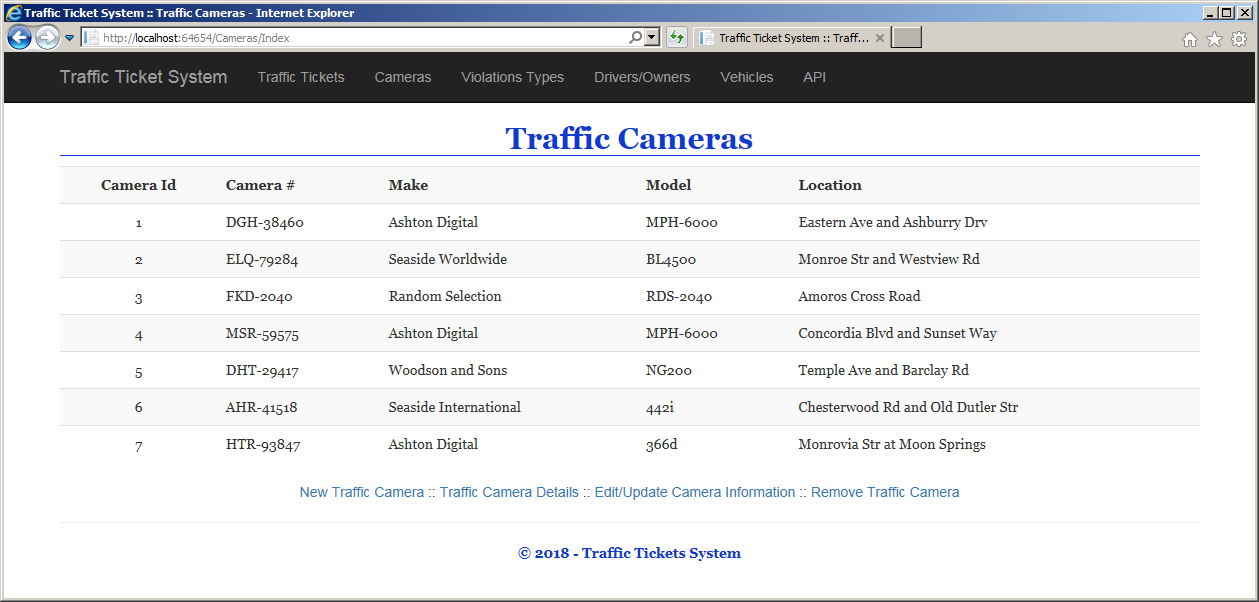 Traffic Ticket System :: Traffic Cameras - Internet Explorer
http://localhost:64654/Cameras/Index
Traffic Ticket System :: Traff...
Traffic Ticket System Traffic Tickets Cameras Violations Types Drivers/Owners Vehicles API
Traffic Cameras
Camera Id Camera # Make Model Location
1 DGH-38460 Ashton Digital MPH-6000 Eastern Ave and Ashburry Drv
2 ELQ-79284 Seaside Worldwide BL4500 Monroe Str and Westview Rd
3 FKD-2040 Random Selection RDS-2040 Amoros Cross Road
4 MSR-59575 Ashton Digital MPH-6000 Concordia Blvd and Sunset Way
5 DHT-29417 Woodson and Sons NG200 Temple Ave and Barclay Rd
6 AHR-41518 Seaside International 442i Chesterwood Rd and Old Dutler Str
7 HTR-93847 Ashton Digital 366d Monrovia Str at Moon Springs
New Traffic Camera :: Traffic Camera Details :: Edit/Update Camera Information :: Remove Traffic Camera
© 2018 - Traffic Tickets System